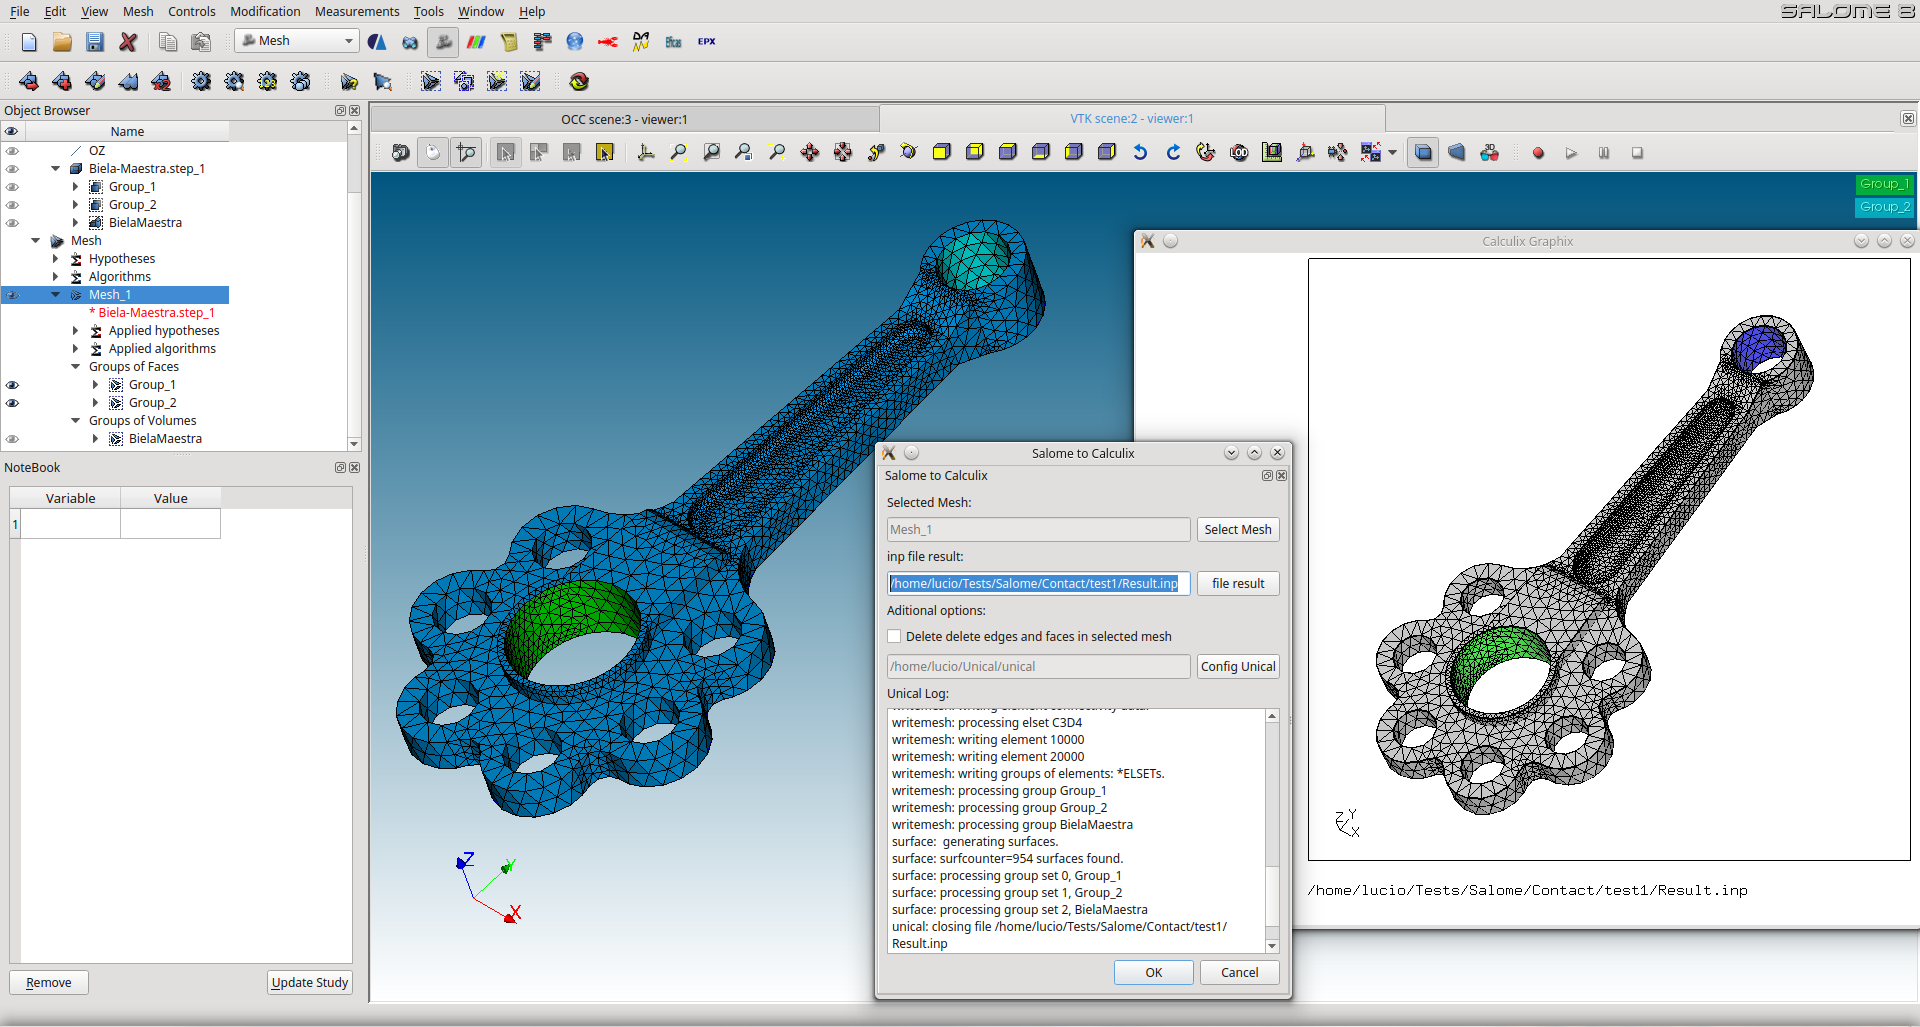 File Edit View Mesh Controls Modification Measurements Tools Window Help
SALOME 8
Mesh
Eficas
EPX
Object Browser
Name
OZ
Biela-Maestra.step_1
Group_1
Group_2
BielaMaestra
Mesh
Hypotheses
Algorithms
Mesh_1
* Biela-Maestra.step_1
Applied hypotheses
Applied algorithms
Groups of Faces
Group_1
Group_2
Groups of Volumes
BielaMaestra
NoteBook
Variable Value
1
Remove
Update Study
OCC scene:3 - viewer:1
VTK scene:2 - viewer:1
3D
Group_1
Group_2
Z
Y
X
Calculix Graphix
Z Y
X
/home/lucio/Tests/Salome/Contact/test1/Result.inp
Salome to Calculix
Salome to Calculix
Selected Mesh:
Mesh_1
Select Mesh
inp file result:
/home/lucio/Tests/Salome/Contact/test1/Result.inp
file result
Aditional options:
Delete delete edges and faces in selected mesh
/home/lucio/Unical/unical
Config Unical
Unical Log:
writemesh: writing element connectivity data.
writemesh: processing elset C3D4
writemesh: writing element 10000
writemesh: writing element 20000
writemesh: writing groups of elements: *ELSETs.
writemesh: processing group Group_1
writemesh: processing group Group_2
writemesh: processing group BielaMaestra
surface: generating surfaces.
surface: surfcounter=954 surfaces found.
surface: processing group set 0, Group_1
surface: processing group set 1, Group_2
surface: processing group set 2, BielaMaestra
unical: closing file /home/lucio/Tests/Salome/Contact/test1/
Result.inp
OK
Cancel